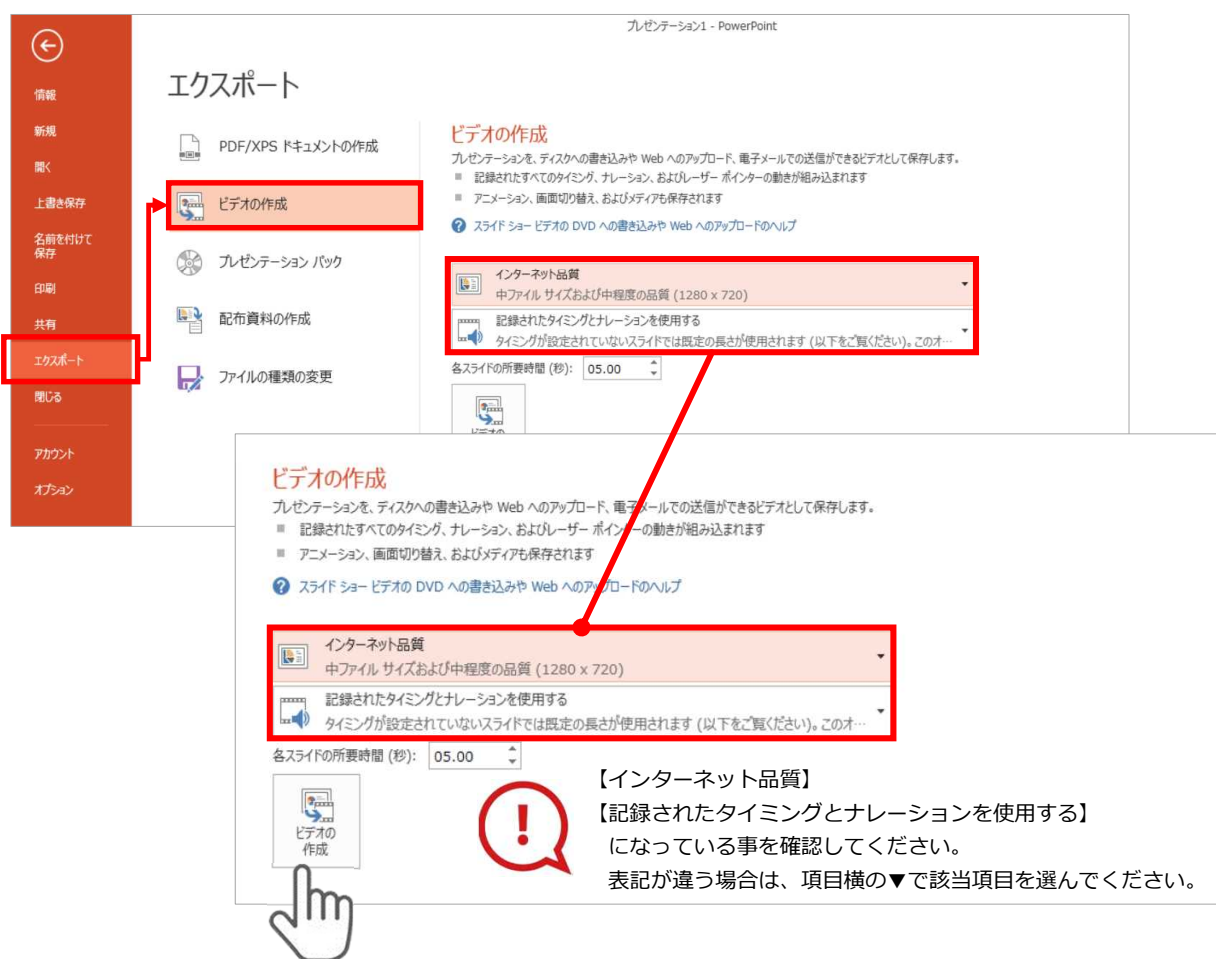 プレゼンテーション1 - PowerPoint
情報
新規
開く
上書き保存
名前を付けて
保存
印刷
共有
エクスポート
閉じる
アカウント
オプション
エクスポート
PDF/XPS ドキュメントの作成
ビデオの作成
プレゼンテーション パック
配布資料の作成
ファイルの種類の変更
ビデオの作成
プレゼンテーションを、ディスクへの書き込みや Web へのアップロード、電子メールでの送信ができるビデオとして保存します。
記録されたすべてのタイミング、ナレーション、およびレーザー ポインターの動きが組み込まれます
アニメーション、画面切り替え、およびメディアも保存されます
スライド ショー ビデオの DVD への書き込みや Web へのアップロードのヘルプ
インターネット品質
中ファイル サイズおよび中程度の品質 (1280 x 720)
記録されたタイミングとナレーションを使用する
タイミングが設定されていないスライドでは既定の長さが使用されます (以下をご覧ください)。このオ…
各スライドの所要時間 (秒): 05.00
ビデオの
ビデオの作成
プレゼンテーションを、ディスクへの書き込みや Web へのアップロード、電子メールでの送信ができるビデオとして保存します。
記録されたすべてのタイミング、ナレーション、およびレーザー ポインターの動きが組み込まれます
アニメーション、画面切り替え、およびメディアも保存されます
スライド ショー ビデオの DVD への書き込みや Web へのアップロードのヘルプ
インターネット品質
中ファイル サイズおよび中程度の品質 (1280 x 720)
記録されたタイミングとナレーションを使用する
タイミングが設定されていないスライドでは既定の長さが使用されます (以下をご覧ください)。このオ…
各スライドの所要時間 (秒): 05.00
ビデオの
作成
【インターネット品質】
【記録されたタイミングとナレーションを使用する】
になっている事を確認してください。
表記が違う場合は、項目横の▼で該当項目を選んでください。